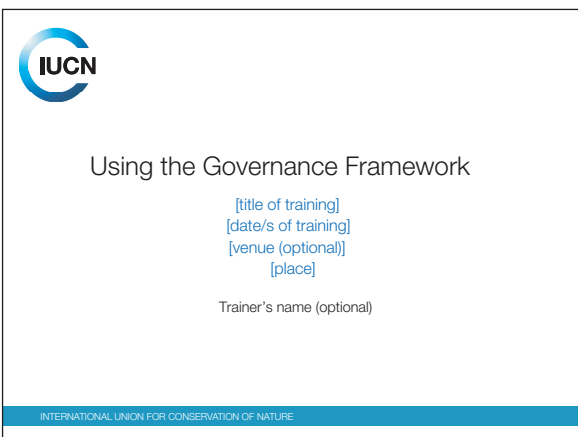 IUCN
Using the Governance Framework
[title of training]
[date/s of training]
[venue (optional)]
[place]
Trainer's name (optional)
INTERNATIONAL UNION FOR CONSERVATION OF NATURE